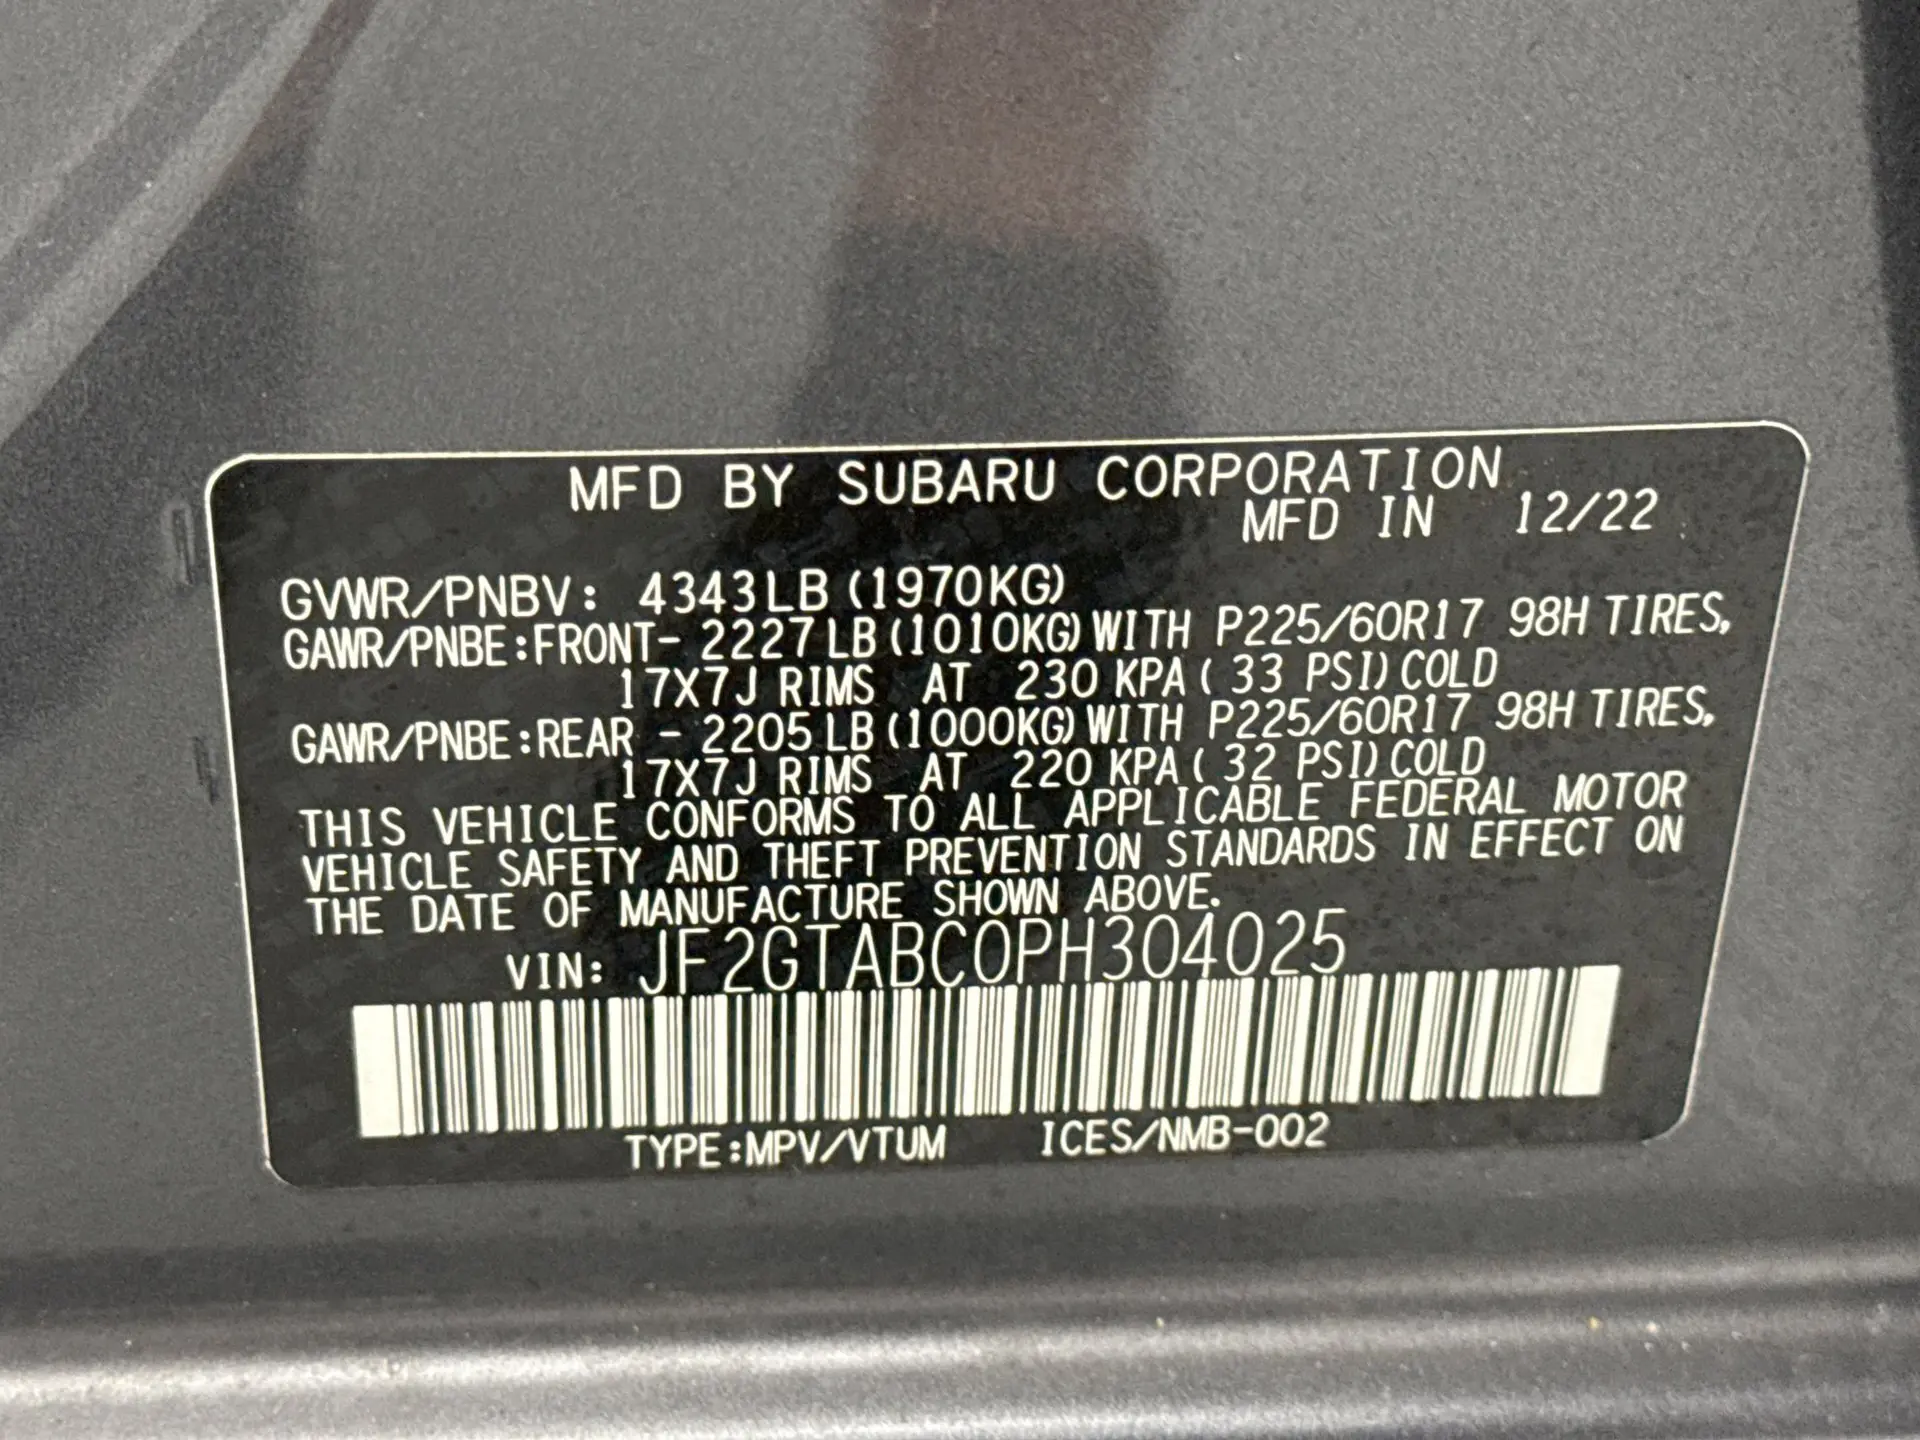 MFD BY SUBARU CORPORATION
MFD IN 12/22
GVWR/PNBV: 4343LB (1970KG)
GAWR/PNBE:FRONT- 2227LB (1010KG) WITH P225/60R17 98H TIRES,
17X7J RIMS AT 230 KPA ( 33 PSI) COLD
GAWR/PNBE:REAR - 2205LB (1000KG) WITH P225/60R17 98H TIRES,
17X7J RIMS AT 220 KPA ( 32 PSI) COLD
THIS VEHICLE CONFORMS TO ALL APPLICABLE FEDERAL MOTOR
VEHICLE SAFETY AND THEFT PREVENTION STANDARDS IN EFFECT ON
THE DATE OF MANUFACTURE SHOWN ABOVE.
VIN: JF2GTABC0PH304025
TYPE:MPV/VTUM ICES/NMB-002